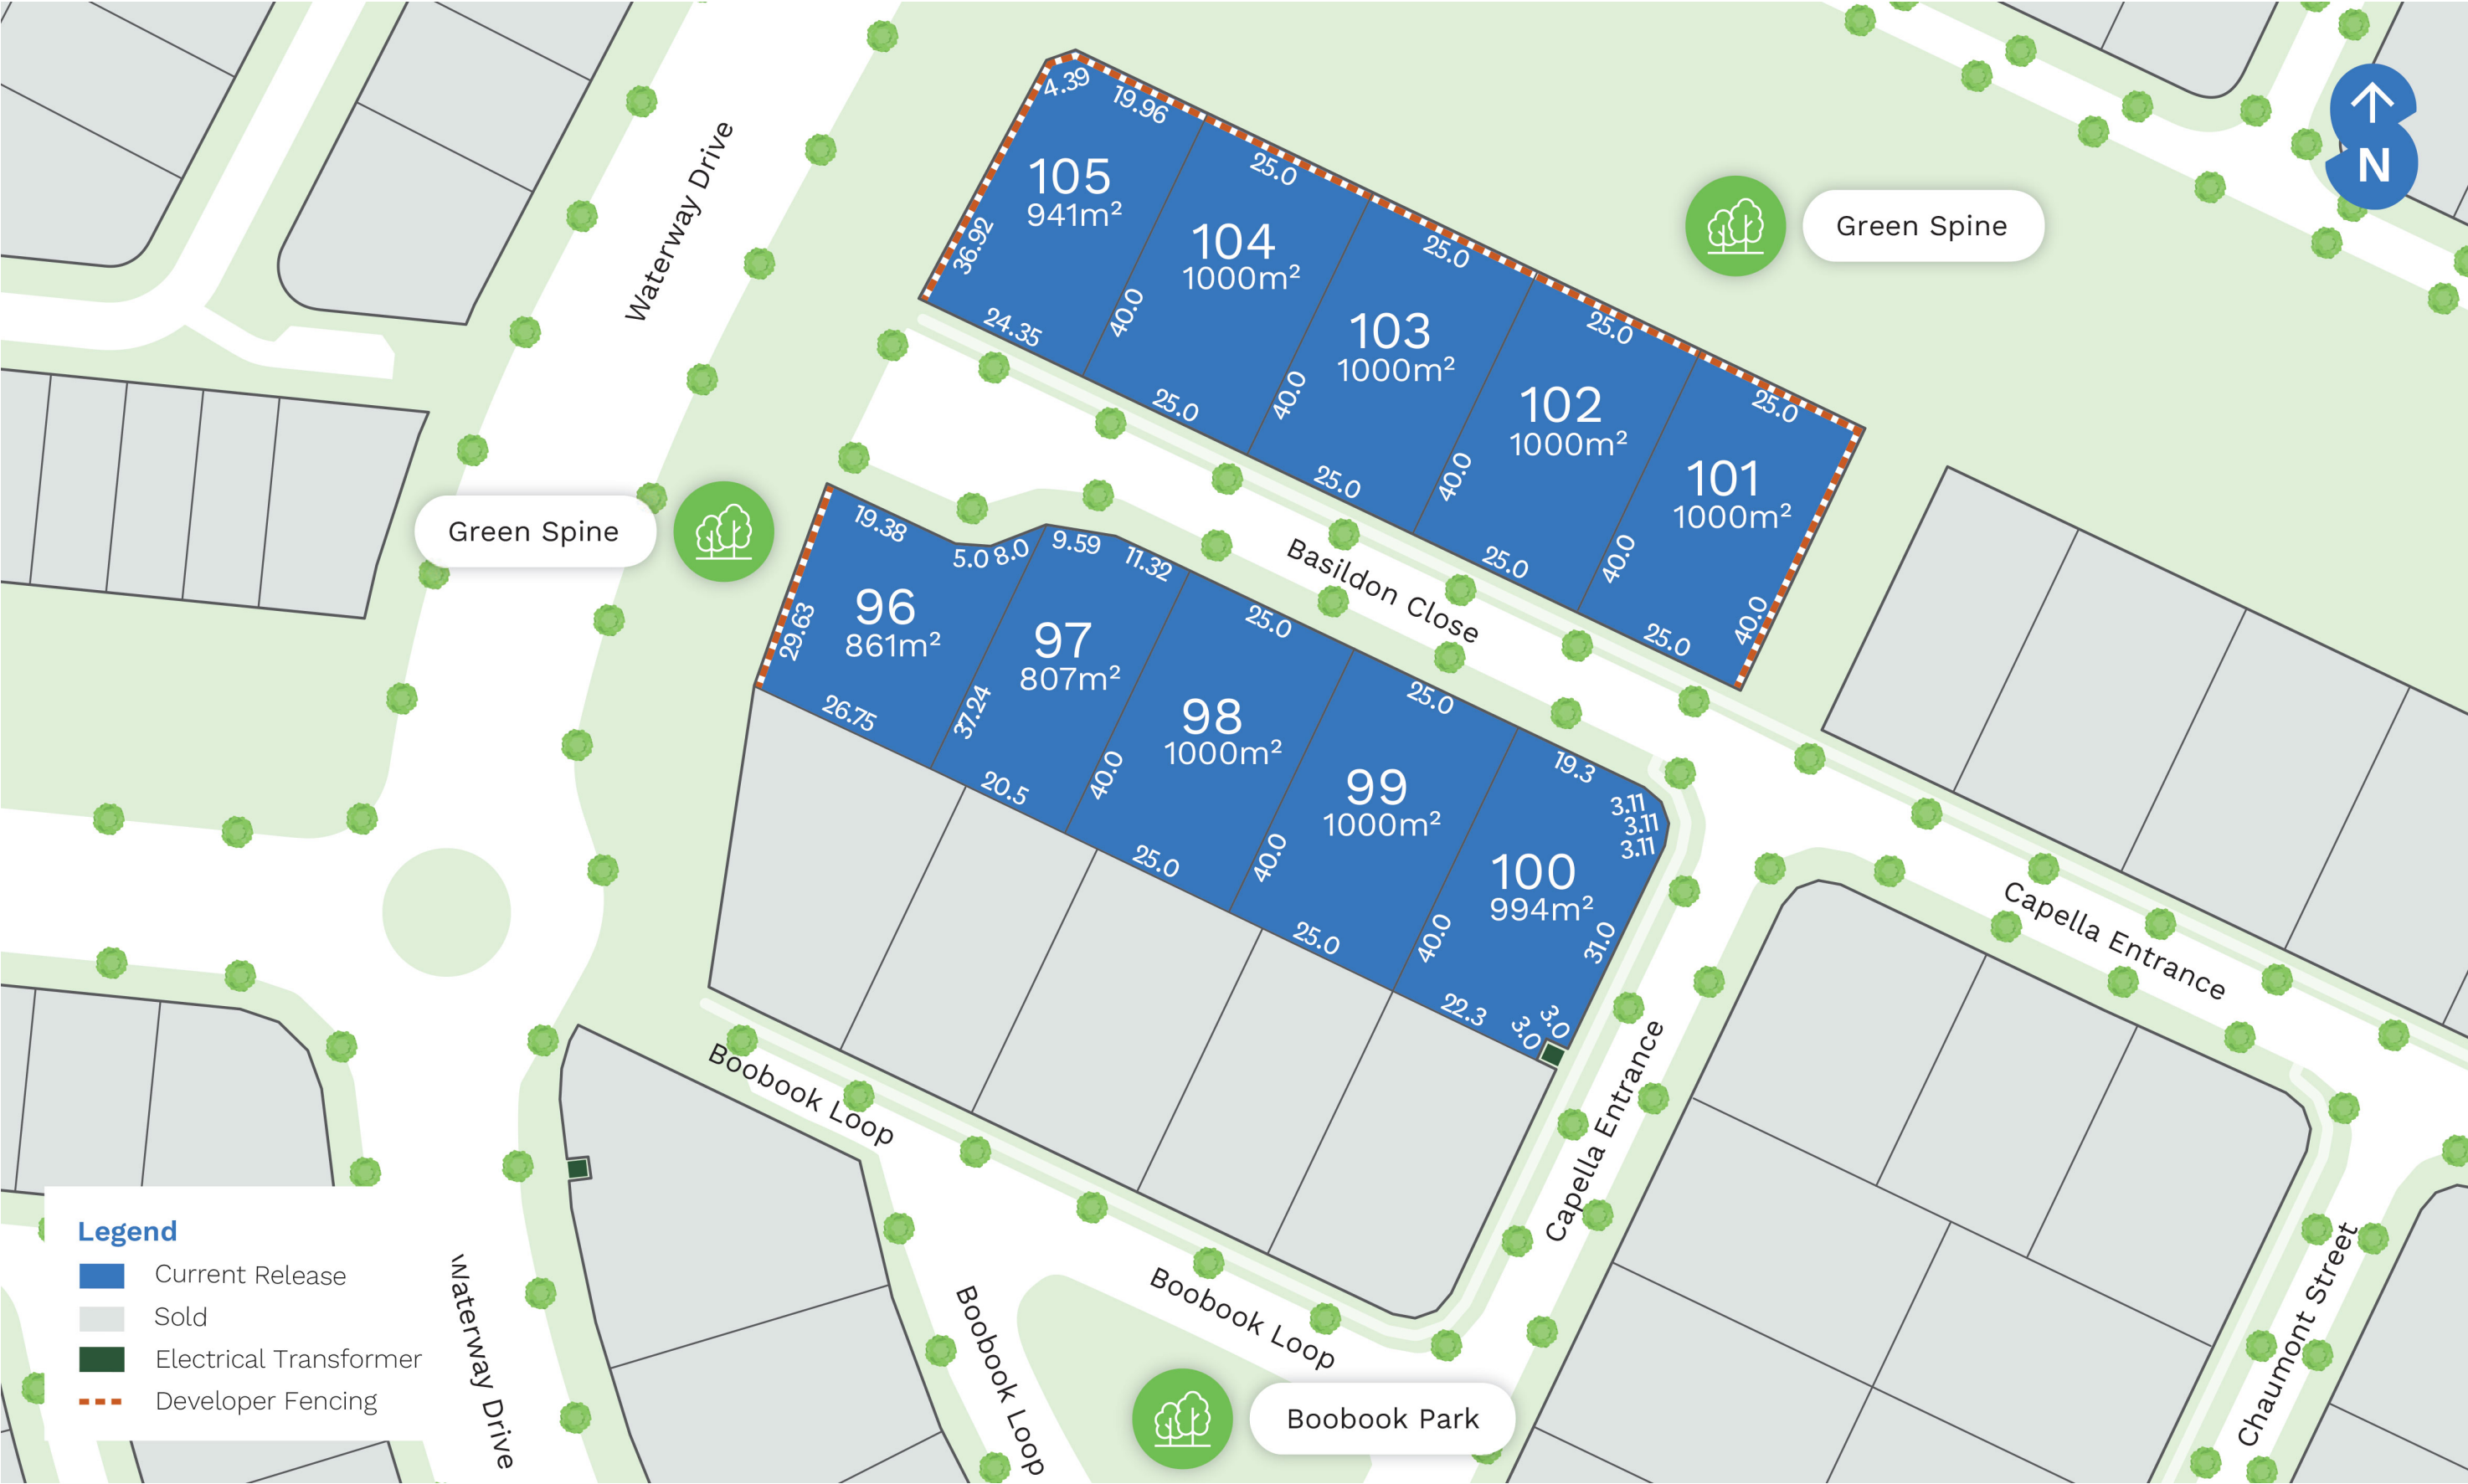 N
Green Spine
Waterway Drive
4.39
19.96
105
941m²
36.92
24.35
25.0
104
1000m²
40.0
25.0
25.0
103
1000m²
40.0
25.0
25.0
102
1000m²
40.0
25.0
25.0
101
1000m²
40.0
40.0
25.0
Green Spine
Basildon Close
19.38
5.0
8.0
96
861m²
29.63
26.75
9.59
11.32
97
807m²
37.24
20.5
25.0
98
1000m²
40.0
25.0
25.0
99
1000m²
40.0
25.0
19.3
3.11
3.11
3.11
100
994m²
40.0
31.0
22.3
3.0
3.0
Capella Entrance
Capella Entrance
Boobook Loop
Boobook Loop
Boobook Loop
Boobook Park
Chaumont Street
Waterway Drive
Legend
Current Release
Sold
Electrical Transformer
Developer Fencing